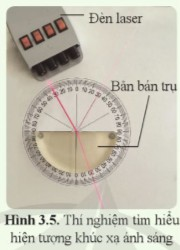 Đèn laser
Bản bán trụ
Hình 3.5. Thí nghiệm tìm hiểu
hiện tượng khúc xạ ánh sáng